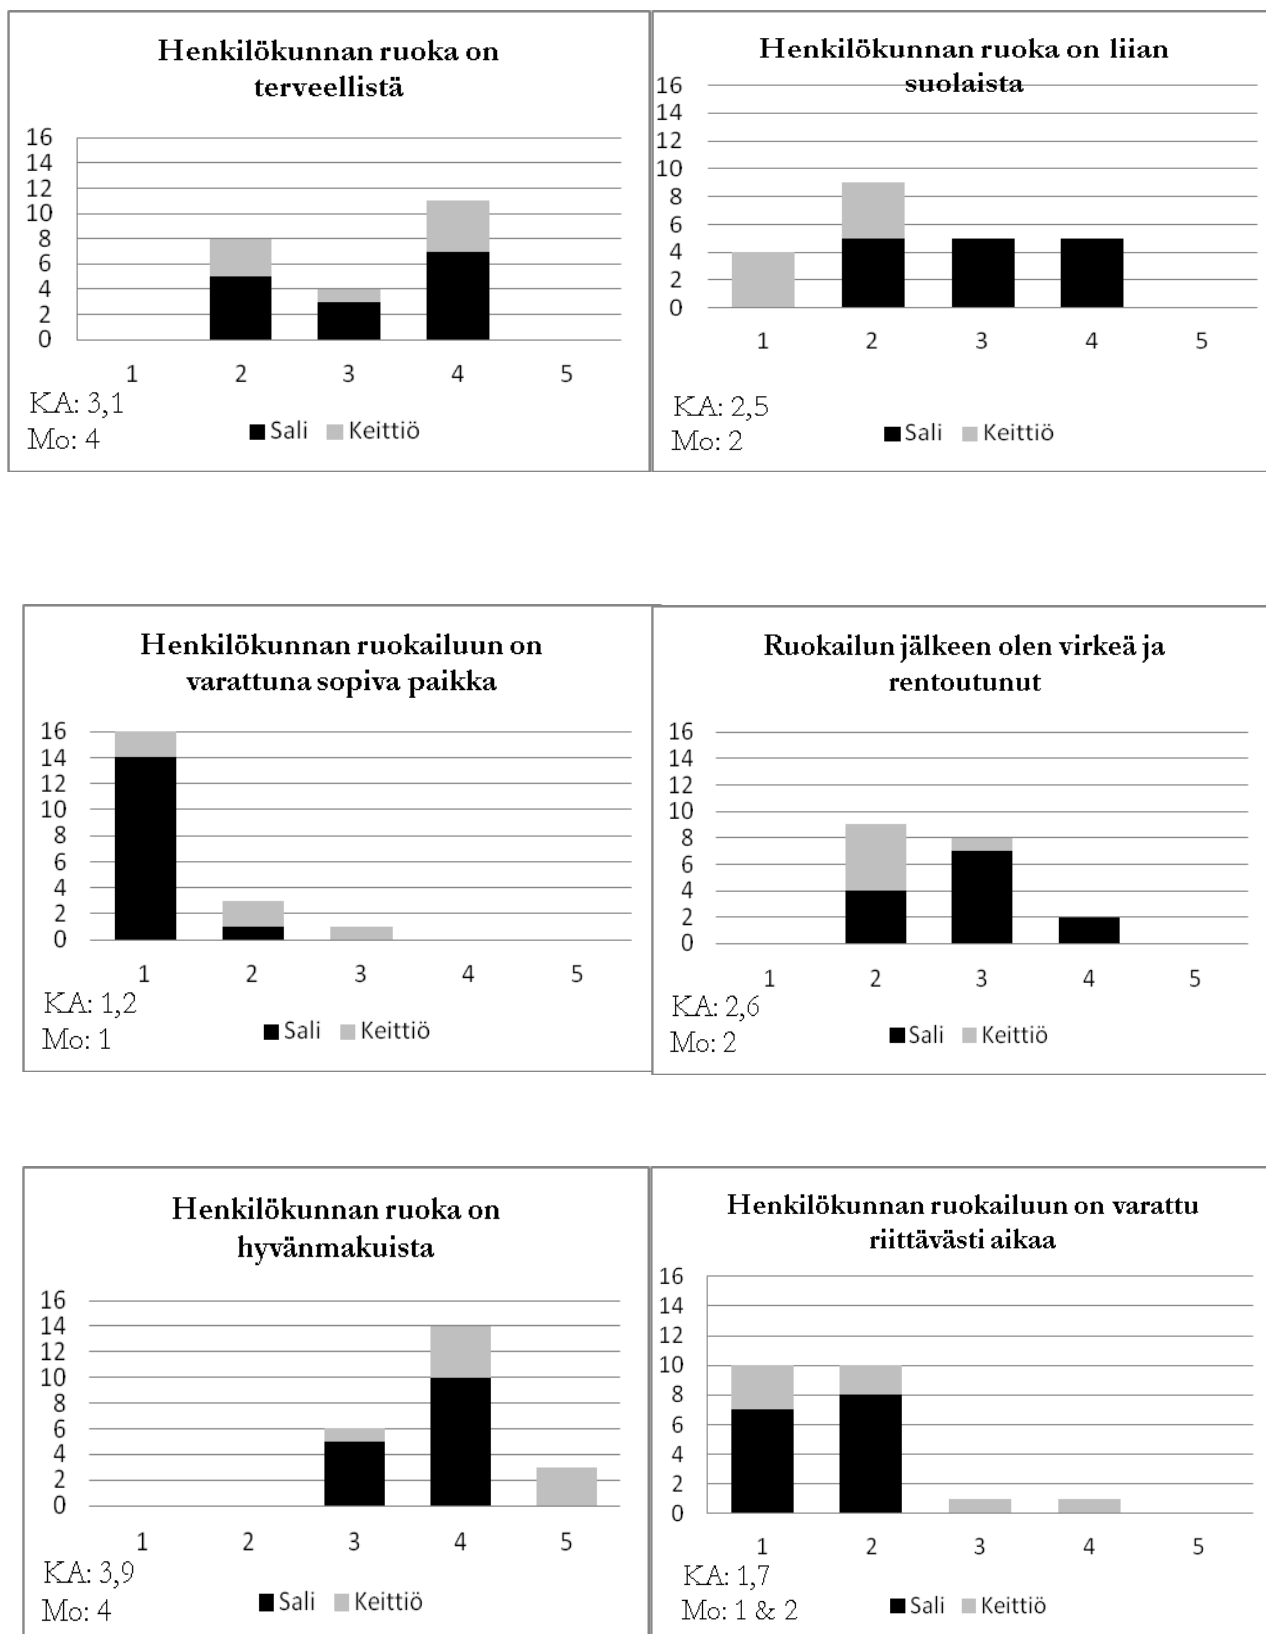 Henkilökunnan ruoka on
terveellistä
16
14
12
10
8
6
4
2
0
1 2 3 4 5
KA: 3,1
Mo: 4
Sali Keittiö
Henkilökunnan ruoka on liian
suolaista
16
14
12
10
8
6
4
2
0
1 2 3 4 5
KA: 2,5
Mo: 2
Sali Keittiö
Henkilökunnan ruokailuun on
varattuna sopiva paikka
16
14
12
10
8
6
4
2
0
1 2 3 4 5
KA: 1,2
Mo: 1
Sali Keittiö
Ruokailun jälkeen olen virkeä ja
rentoutunut
16
14
12
10
8
6
4
2
0
1 2 3 4 5
KA: 2,6
Mo: 2
Sali Keittiö
Henkilökunnan ruoka on
hyvänmakuista
16
14
12
10
8
6
4
2
0
1 2 3 4 5
KA: 3,9
Mo: 4
Sali Keittiö
Henkilökunnan ruokailuun on varattu
riittävästi aikaa
16
14
12
10
8
6
4
2
0
1 2 3 4 5
KA: 1,7
Mo: 1 & 2
Sali Keittiö